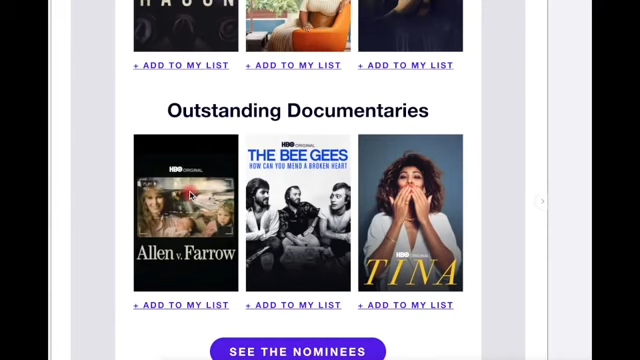 + ADD TO MY LIST
+ ADD TO MY LIST
+ ADD TO MY LIST
Outstanding Documentaries
HBO ORIGINAL
Allen v. Farrow
HBO ORIGINAL
THE BEE GEES
HOW CAN YOU MEND A BROKEN HEART
HBO ORIGINAL
TINA
+ ADD TO MY LIST
+ ADD TO MY LIST
+ ADD TO MY LIST
SEE THE NOMINEES